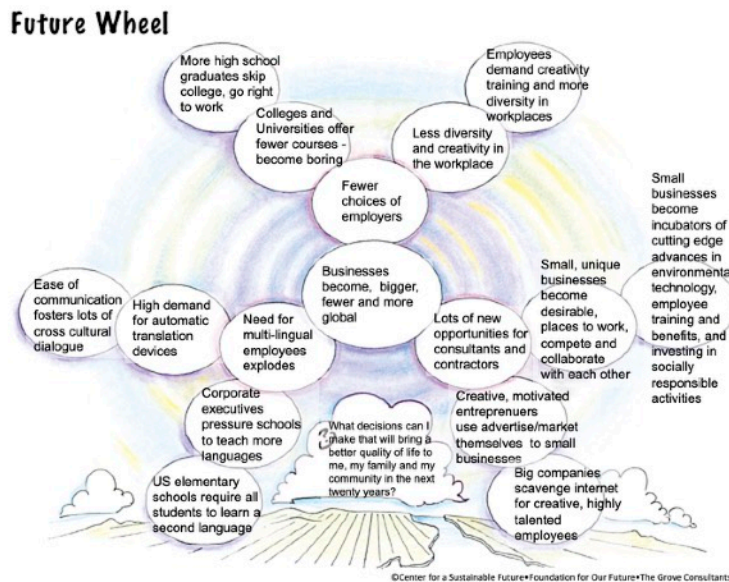 Future Wheel
More high school
graduates skip
college, go right
to work
Employees
demand creativity
training and more
diversity in
workplaces
Colleges and
Universities offer
fewer courses -
become boring
Less diversity
and creativity in
the workplace
Fewer
choices of
employers
Small
businesses
become
incubators of
cutting edge
advances in
environmenta
technology,
employee
training and
benefits, and
investing in
socially
responsible
activities
Businesses
become, bigger,
fewer and more
global
Ease of
communication
fosters lots of
cross cultural
dialogue
High demand
for automatic
translation
devices
Need for
multi-lingual
employees
explodes
Lots of new
opportunities for
consultants and
contractors
Small, unique
businesses
become
desirable,
places to work,
compete and
collaborate
with each other
Corporate
executives
pressure schools
to teach more
languages
What decisions can I
make that will bring a
better quality of life to
me, my family and my
community in the next
twenty years?
Creative, motivated
entreprenuers
use advertise/market
themselves to small
businesses
US elementary
schools require all
students to learn a
second language
Big companies
scavenge internet
for creative, highly
talented
employees
©Center for a Sustainable Future•Foundation for Our Future•The Grove Consultants